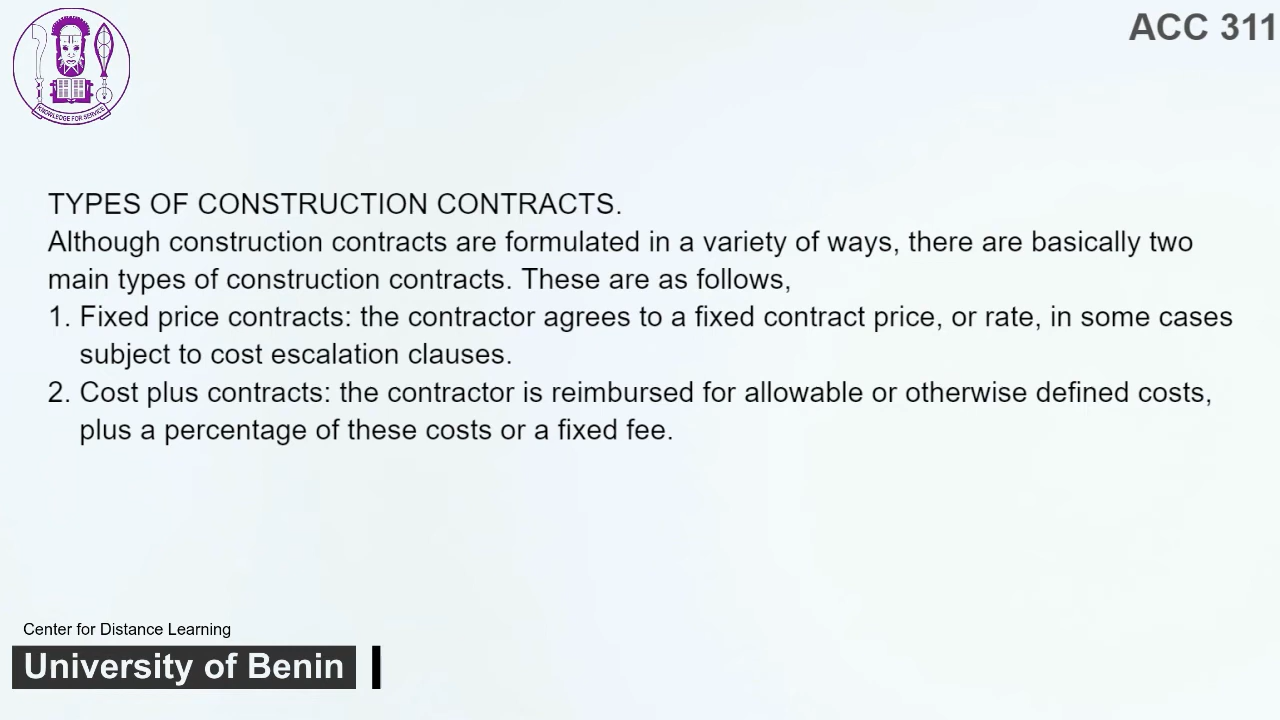 KNOWLEDGE FOR SERVICE
ACC 311
TYPES OF CONSTRUCTION CONTRACTS.
Although construction contracts are formulated in a variety of ways, there are basically two
main types of construction contracts. These are as follows,
1. Fixed price contracts: the contractor agrees to a fixed contract price, or rate, in some cases
subject to cost escalation clauses.
2. Cost plus contracts: the contractor is reimbursed for allowable or otherwise defined costs,
plus a percentage of these costs or a fixed fee.
Center for Distance Learning
University of Benin